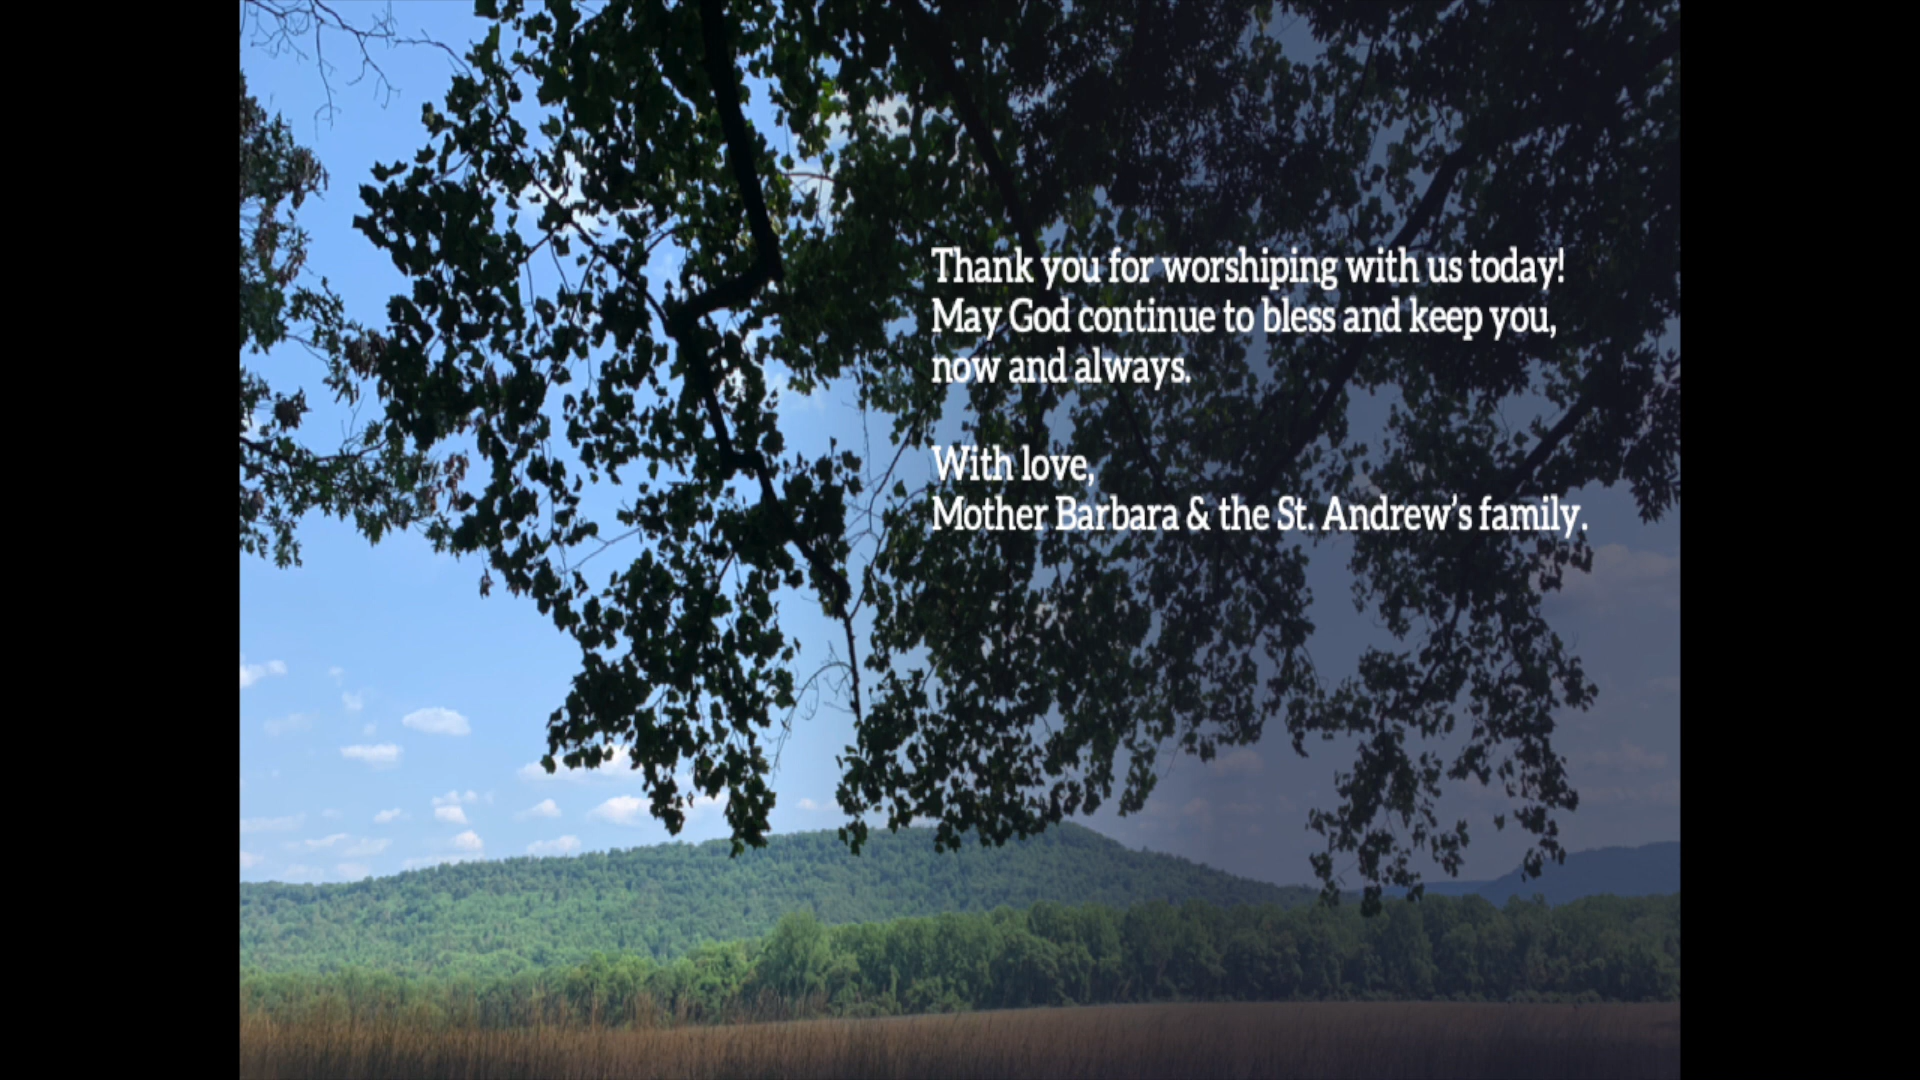 Thank you for worshiping with us today!
May God continue to bless and keep you,
now and always.
With love,
Mother Barbara & the St. Andrew’s family.